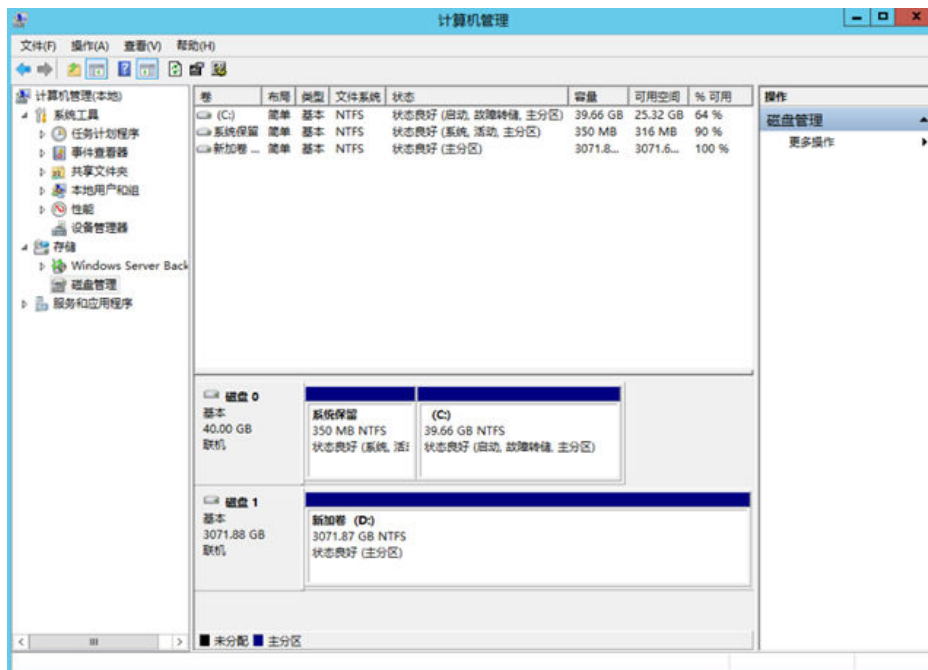 计算机管理
文件(F) 操作(A) 查看(V) 帮助(H)
计算机管理(本地)
系统工具
任务计划程序
事件查看器
共享文件夹
本地用户和组
性能
设备管理器
存储
Windows Server Back
磁盘管理
服务和应用程序
卷 布局 类型 文件系统 状态 容量 可用空间 % 可用
(C:) 简单 基本 NTFS 状态良好 (启动, 故障转储, 主分区) 39.66 GB 25.32 GB 64 %
系统保留 简单 基本 NTFS 状态良好 (系统, 活动, 主分区) 350 MB 316 MB 90 %
新加卷 ... 简单 基本 NTFS 状态良好 (主分区) 3071.8... 3071.6... 100 %
操作
磁盘管理
更多操作
磁盘 0
基本
40.00 GB
联机
系统保留
350 MB NTFS
状态良好 (系统, 活
(C:)
39.66 GB NTFS
状态良好 (启动, 故障转储, 主分区)
磁盘 1
基本
3071.88 GB
联机
新加卷 (D:)
3071.87 GB NTFS
状态良好 (主分区)
未分配 主分区